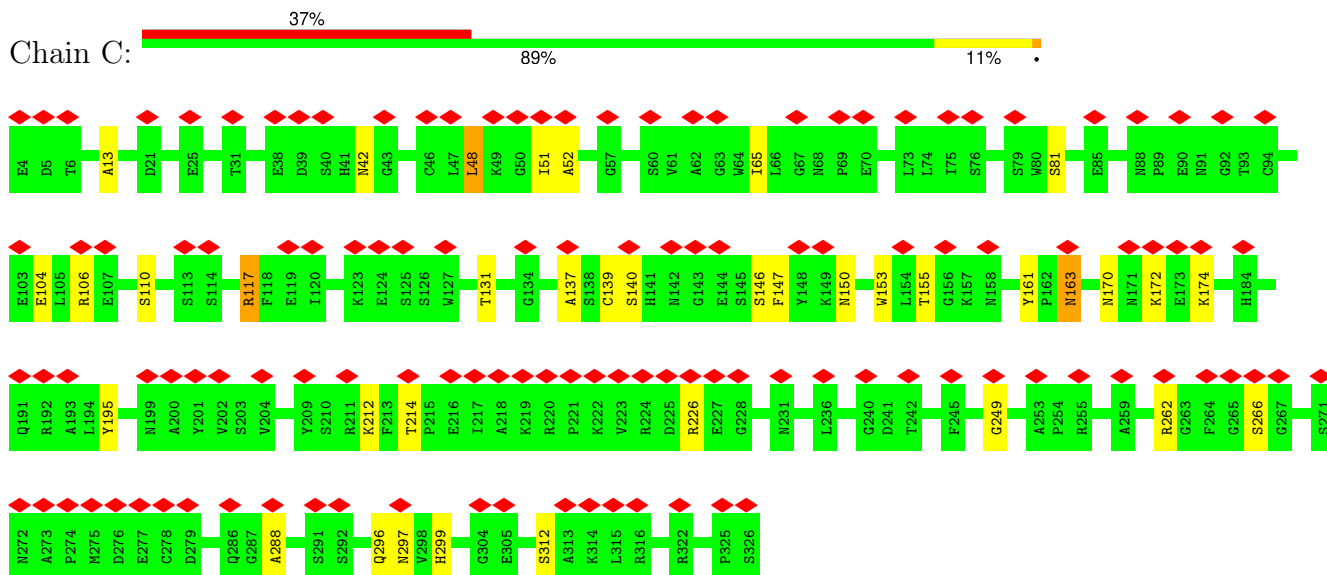 37%
Chain C:
89% 11% •
E4 D5 T6 A13 D21 E25 T31 E38 D39 S40 H41 N42 G43 C46 L47 L48 K49 G50 I51 A52 G57 S60 V61 A62 G63 W64 I65 L66 G67 N68 P69 E70 L73 L74 I75 S76 S79 W80 S81 E85 N88 P89 E90 N91 G92 T93 C94
E103 E104 L105 R106 E107 S110 S113 S114 R117 F118 E119 I120 K123 E124 S125 S126 W127 T131 G134 A137 S138 C139 S140 H141 N142 G143 E144 S145 S146 F147 Y148 K149 N150 W153 L154 T155 G156 K157 N158 Y161 P162 N163 N170 N171 K172 E173 K174 H184
Q191 R192 A193 L194 Y195 N199 A200 Y201 V202 S203 V204 Y209 S210 R211 K212 F213 T214 P215 E216 I217 A218 K219 R220 P221 K222 V223 R224 D225 R226 E227 G228 N231 L236 G240 D241 T242 F245 G249 A253 P254 R255 A259 R262 G263 F264 G265 S266 G267 S271
N272 A273 P274 M275 D276 E277 C278 D279 Q286 G287 A288 S291 S292 Q296 N297 V298 H299 G304 E305 S312 A313 K314 L315 R316 R322 P325 S326